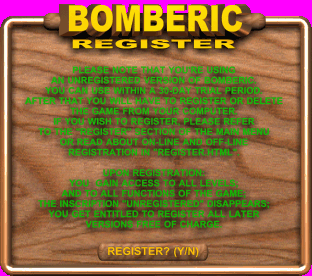 BOMBERIC
REGISTER
PLEASE NOTE THAT YOU'RE USING
AN UNREGISTERED VERSION OF BOMBERIC
YOU CAN USE WITHIN A 30-DAY TRIAL PERIOD.
AFTER THAT YOU WILL HAVE TO REGISTER OR DELETE
THE GAME FROM YOUR COMPUTER.
IF YOU WISH TO REGISTER, PLEASE REFER
TO THE "REGISTER" SECTION OF THE MAIN MENU
OR READ ABOUT ON-LINE AND OFF-LINE
REGISTRATION IN "REGISTER.HTML".
UPON REGISTRATION:
YOU GAIN ACCESS TO ALL LEVELS
AND TO ALL FUNCTIONS OF THE GAME;
THE INSCRIPTION "UNREGISTERED" DISAPPEARS;
YOU GET ENTITLED TO REGISTER ALL LATER
VERSIONS FREE OF CHARGE.
REGISTER? (Y/N)